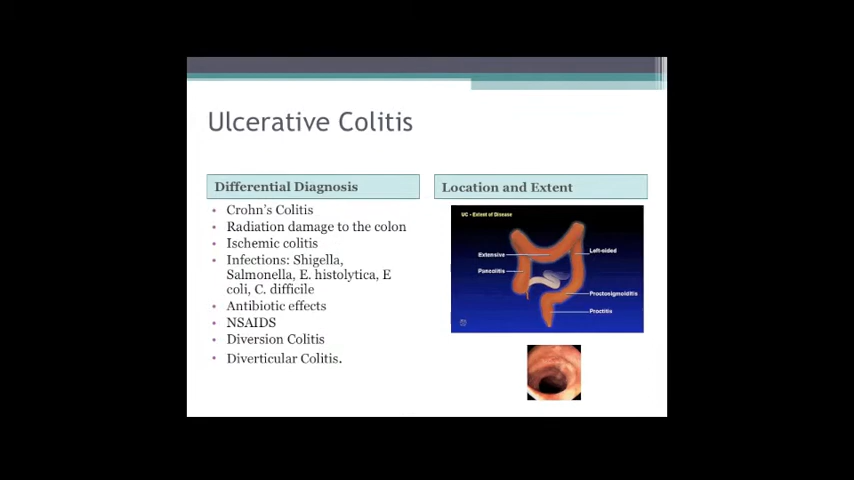 Ulcerative Colitis
Differential Diagnosis
• Crohn's Colitis
• Radiation damage to the colon
• Ischemic colitis
• Infections: Shigella,
Salmonella, E. histolytica, E
coli, C. difficile
• Antibiotic effects
• NSAIDS
• Diversion Colitis
• Diverticular Colitis.
Location and Extent
UC - Extent of Disease
Extensive
Left-sided
Pancolitis
Proctosigmoiditis
Proctitis